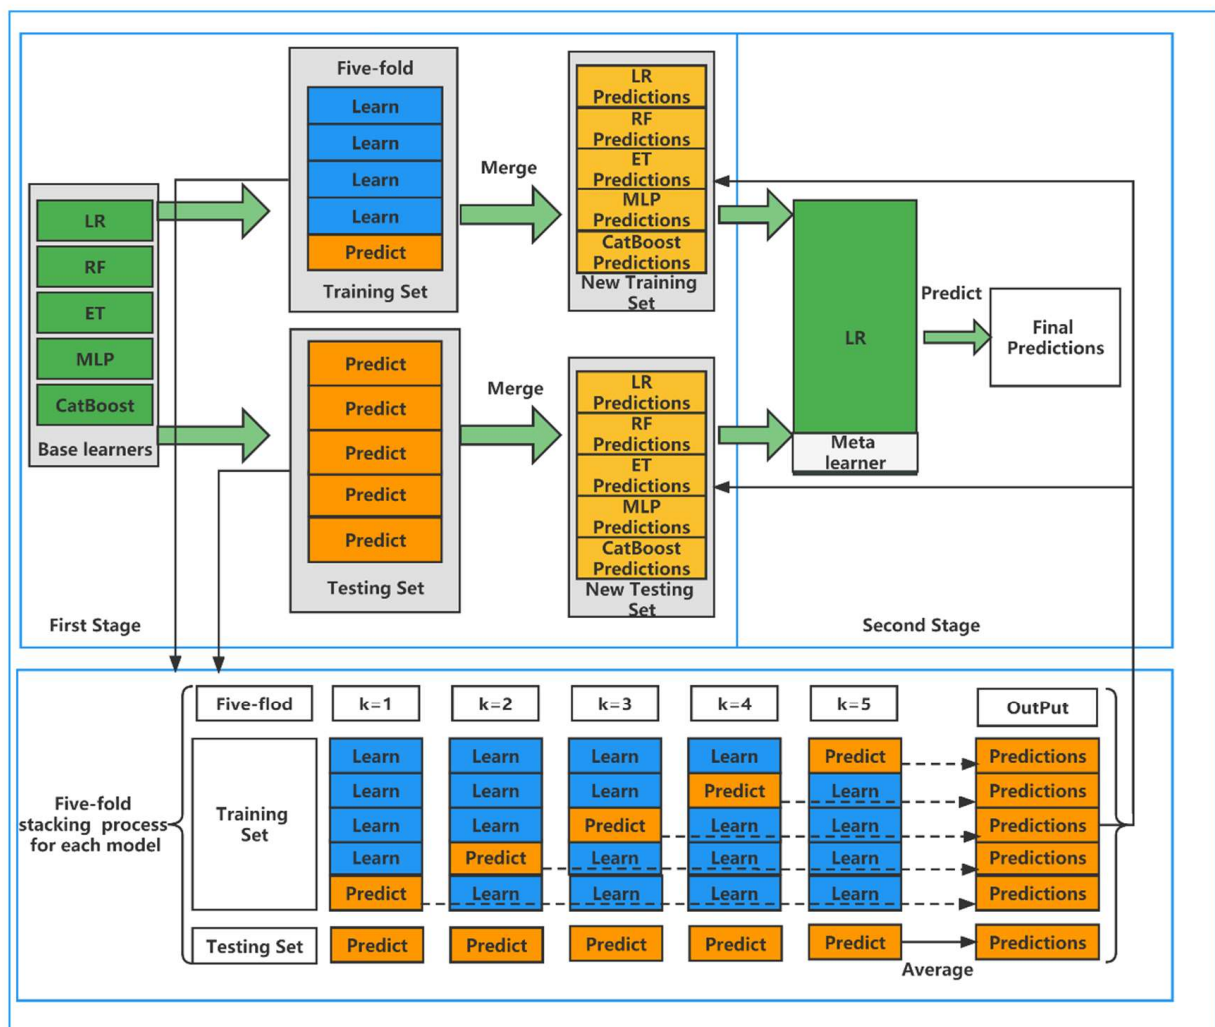 Five-fold
Learn
Learn
Learn
Learn
Predict
Training Set
Merge
LR
Predictions
RF
Predictions
ET
Predictions
MLP
Predictions
CatBoost
Predictions
New Training
Set
LR
RF
ET
MLP
CatBoost
Base learners
Predict
Predict
Predict
Predict
Predict
Testing Set
Merge
LR
Predictions
RF
Predictions
ET
Predictions
MLP
Predictions
CatBoost
Predictions
New Testing
Set
LR
Meta
learner
Predict
Final
Predictions
First Stage
Second Stage
Five-fold
stacking process
for each model
Five-flod k=1 k=2 k=3 k=4 k=5 OutPut
Training
Set
Learn Learn Learn Learn Predict Predictions
Learn Learn Learn Predict Learn Predictions
Learn Learn Predict Learn Learn Predictions
Learn Predict Learn Learn Learn Predictions
Predict Learn Learn Learn Learn Predictions
Testing Set Predict Predict Predict Predict Predict Predictions
Average